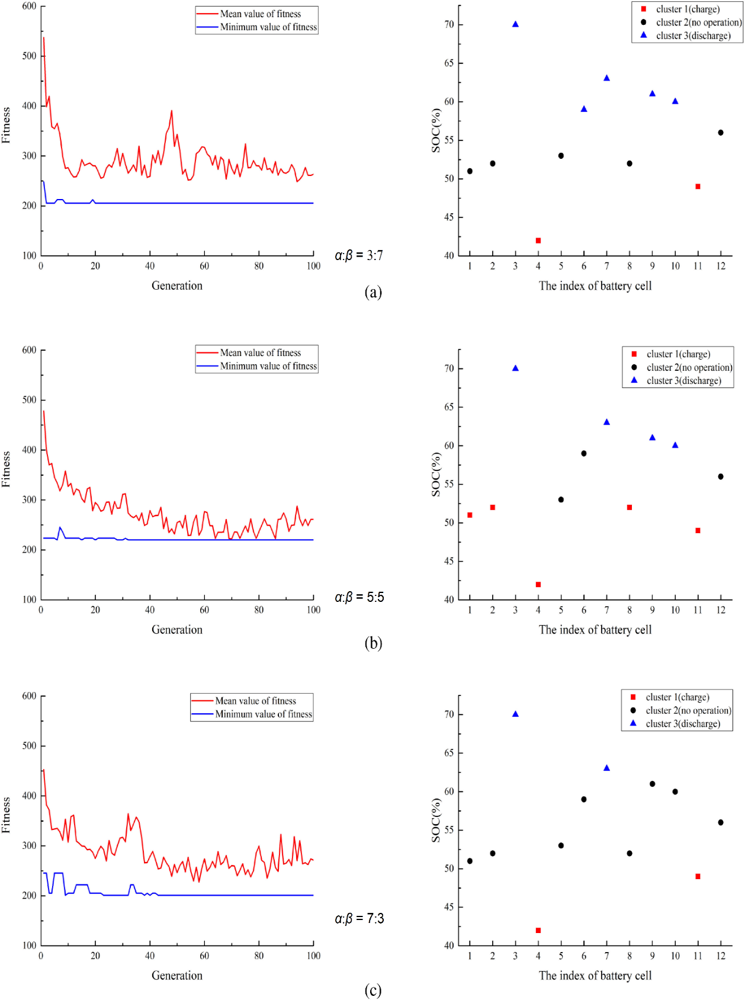 600
500
400
300
200
100
Fitness
0
20
40
60
80
100
Generation
Mean value of fitness
Minimum value of fitness
α:β = 3:7
70
65
60
55
50
45
40
SOC(%)
1
2
3
4
5
6
7
8
9
10
11
12
The index of battery cell
cluster 1(charge)
cluster 2(no operation)
cluster 3(discharge)
(a)
600
500
400
300
200
100
Fitness
0
20
40
60
80
100
Generation
Mean value of fitness
Minimum value of fitness
α:β = 5:5
70
65
60
55
50
45
40
SOC(%)
1
2
3
4
5
6
7
8
9
10
11
12
The index of battery cell
cluster 1(charge)
cluster 2(no operation)
cluster 3(discharge)
(b)
600
500
400
300
200
100
Fitness
0
20
40
60
80
100
Generation
Mean value of fitness
Minimum value of fitness
α:β = 7:3
70
65
60
55
50
45
40
SOC(%)
1
2
3
4
5
6
7
8
9
10
11
12
The index of battery cell
cluster 1(charge)
cluster 2(no operation)
cluster 3(discharge)
(c)